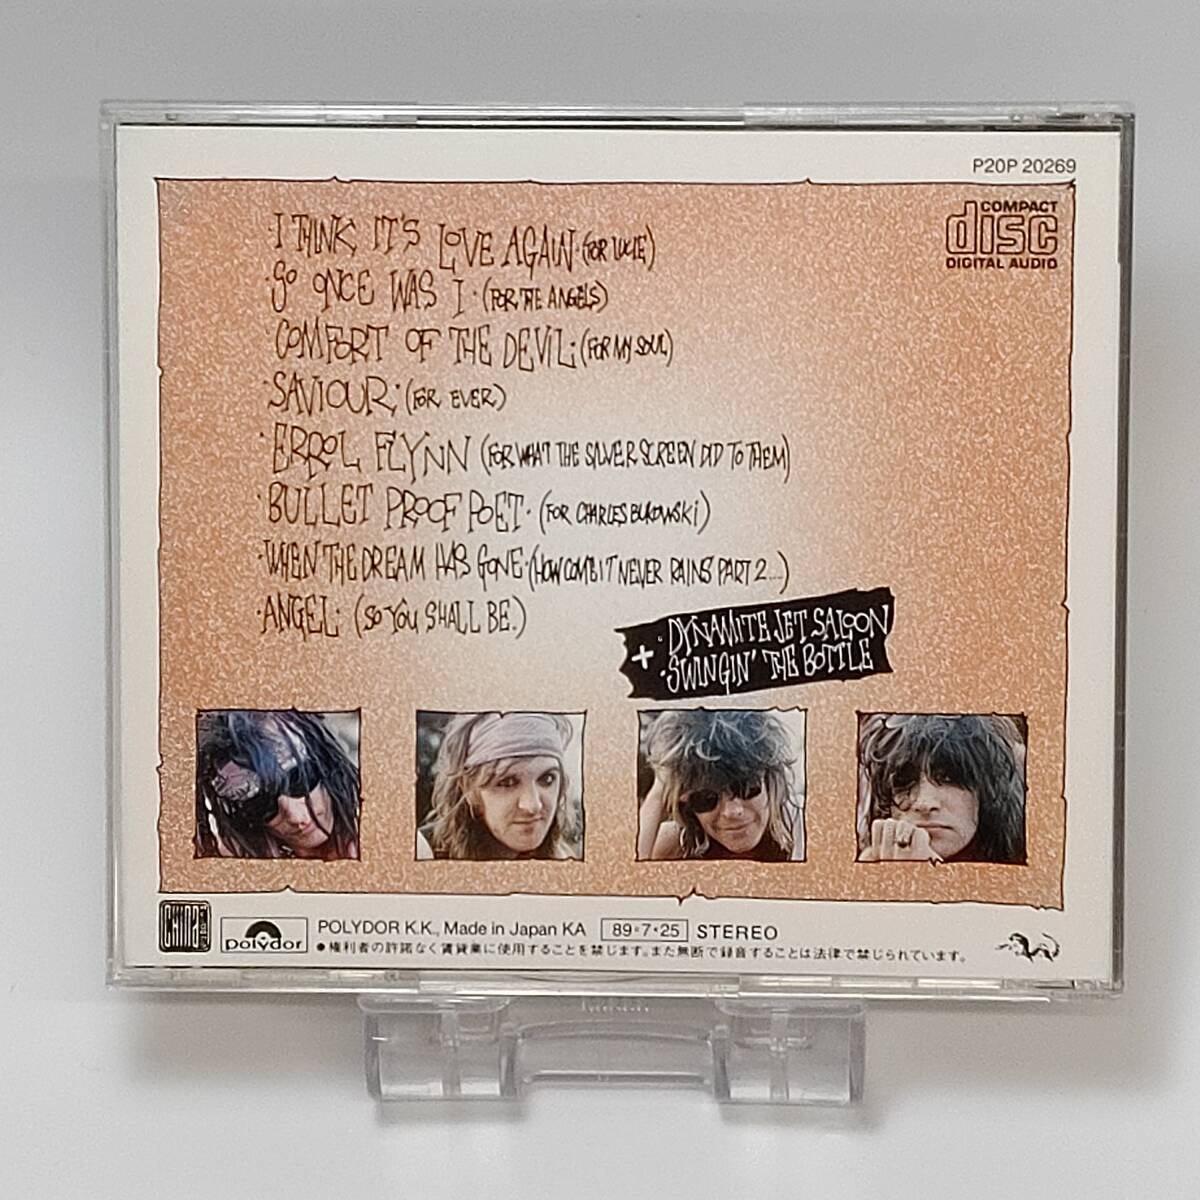 P20P 20269
COMPACT
disc
DIGITAL AUDIO
·I THINK IT'S LOVE AGAIN·(FOR LUCIE)
·SO ONCE WAS I·(FOR THE ANGELS)
·COMFORT OF THE DEVIL·(FOR MY SOUL)
·SAVIOUR·(FOR EVER)
·ERROL FLYNN (FOR WHAT THE SILVER SCREEN DID TO THEM)
·BULLET PROOF POET·(FOR CHARLES BUKOWSKI)
·WHEN THE DREAM HAS GONE·(HOW COME IT NEVER RAINS PART 2....)
·ANGEL·(SO YOU SHALL BE.)
+ ·DYNAMITE JET SALOON
·SWINGIN' THE BOTTLE
CHINA
polydor
POLYDOR K.K., Made in Japan KA 89·7·25 STEREO
●権利者の許諾なく賃貸業に使用することを禁じます。また無断で録音することは法律で禁じられています。